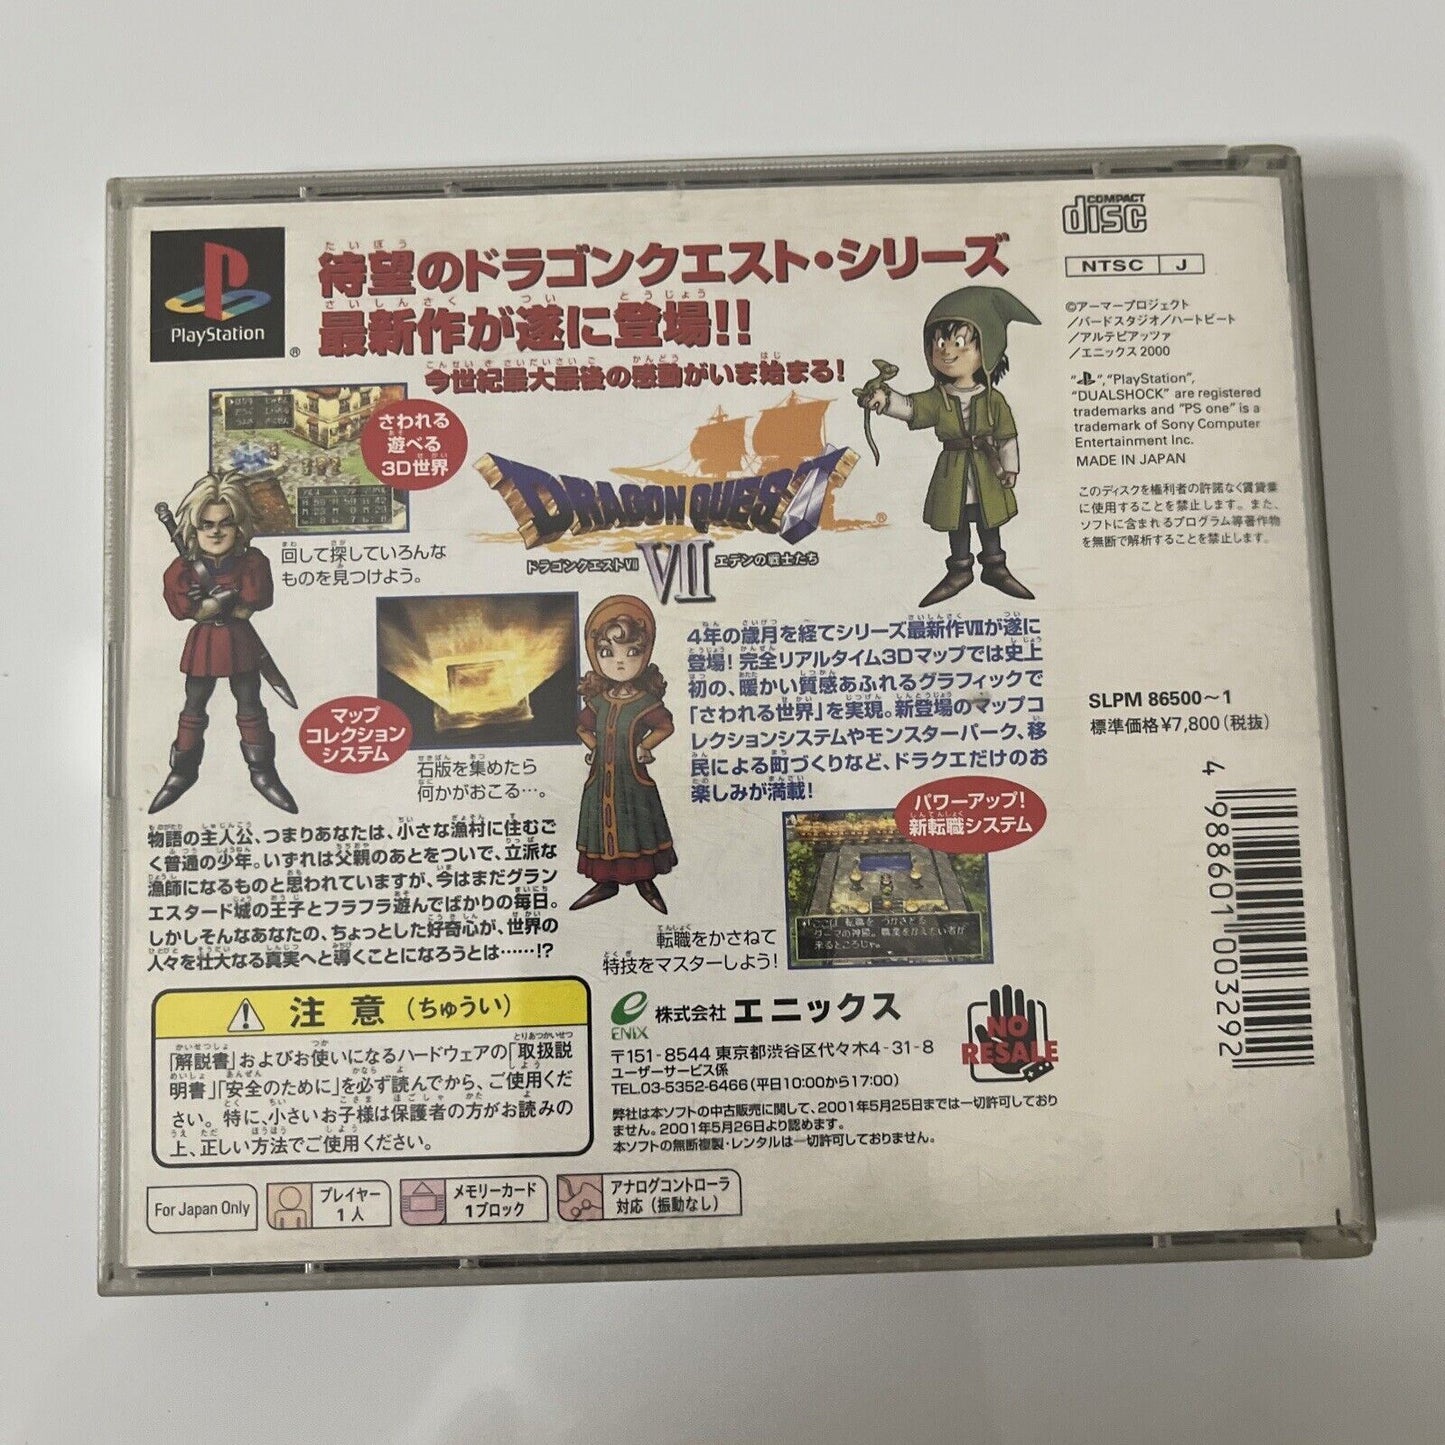 PlayStation
®
待望のドラゴンクエスト・シリーズ
最新作が遂に登場!!
今世紀最大最後の感動がいま始まる!
さわれる
遊べる
3D世界
回して探していろんな
ものを見つけよう。
DRAGON QUEST
VII
ドラゴンクエストVII エデンの戦士たち
マップ
コレクション
システム
石版を集めたら
何かがおこる…。
4年の歳月を経てシリーズ最新作VIIが遂に
登場! 完全リアルタイム3Dマップでは史上
初の、暖かい質感あふれるグラフィックで
「さわれる世界」を実現。新登場のマップコ
レクションシステムやモンスターパーク、移
民による町づくりなど、ドラクエだけのお
楽しみが満載!
パワーアップ!
新転職システム
転職をかさねて
特技をマスターしよう!
物語の主人公、つまりあなたは、小さな漁村に住むご
く普通の少年。いずれは父親のあとをついで、立派な
漁師になるものと思われていますが、今はまだグラン
エスタード城の王子とフラフラ遊んでばかりの毎日。
しかしそんなあなたの、ちょっとした好奇心が、世界の
人々を壮大なる真実へと導くことになろうとは……!?
注意(ちゅうい)
「解説書」およびお使いになるハードウェアの「取扱説
明書」「安全のために」を必ず読んでから、ご使用くだ
さい。特に、小さいお子様は保護者の方がお読みの
上、正しい方法でご使用ください。
ENIX
株式会社 エニックス
〒151-8544 東京都渋谷区代々木4-31-8
ユーザーサービス係
TEL.03-5352-6466(平日10:00から17:00)
弊社は本ソフトの中古販売に関して、2001年5月25日までは一切許可しており
ません。2001年5月26日より認めます。
本ソフトの無断複製・レンタルは一切許可しておりません。
NO
RESALE
For Japan Only
プレイヤー
1人
メモリーカード
1ブロック
アナログコントローラ
対応(振動なし)
COMPACT
disc
NTSC J
©アーマープロジェクト
/バードスタジオ/ハートビート
/アルテピアッツァ
/エニックス 2000
" ", "PlayStation",
"DUALSHOCK" are registered
trademarks and "PS one" is a
trademark of Sony Computer
Entertainment Inc.
MADE IN JAPAN
このディスクを権利者の許諾なく賃貸業
に使用することを禁止します。また、
ソフトに含まれるプログラム等著作物
を無断で解析することを禁止します。
SLPM 86500~1
標準価格¥7,800(税抜)
4 988601 003292